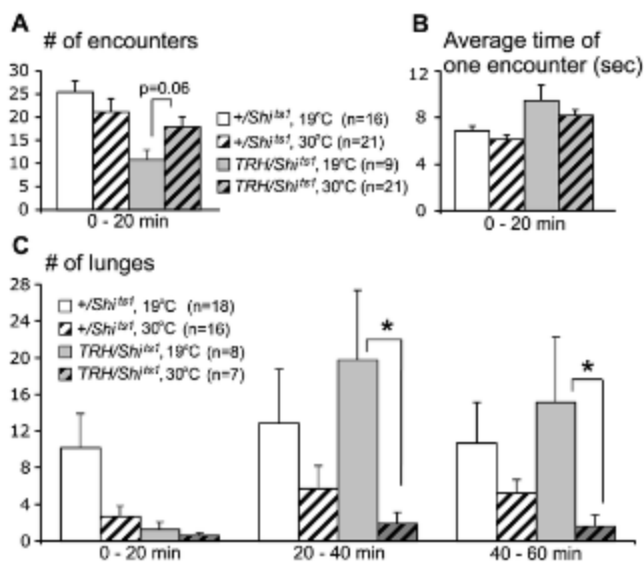 A
# of encounters
30
25
20
15
10
5
0
p=0.06
0 - 20 min
+/Shi^ts1, 19°C (n=16)
+/Shi^ts1, 30°C (n=21)
TRH/Shi^ts1, 19°C (n=9)
TRH/Shi^ts1, 30°C (n=21)
B
Average time of
one encounter (sec)
12
8
4
0
0 - 20 min
C
# of lunges
28
24
20
16
12
8
4
0
+/Shi^ts1, 19°C (n=18)
+/Shi^ts1, 30°C (n=16)
TRH/Shi^ts1, 19°C (n=8)
TRH/Shi^ts1, 30°C (n=7)
*
*
0 - 20 min
20 - 40 min
40 - 60 min